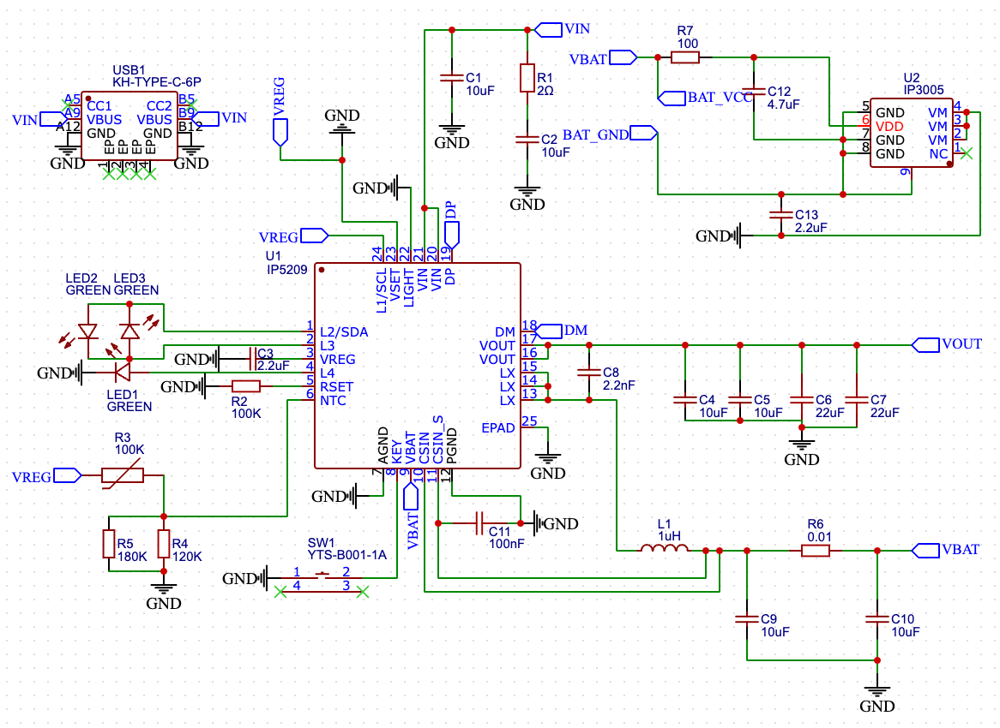 USB1
KH-TYPE-C-6P
A5
CC1
CC2
B5
VIN
A9
VBUS
VBUS
B9
VIN
A12
GND
GND
B12
EP
EP
EP
EP
1
2
3
4
GND
GND
VREG
GND
VIN
C1
10uF
R1
2Ω
GND
C2
10uF
GND
VBAT
R7
100
BAT_VCC
C12
4.7uF
BAT_GND
U2
IP3005
5
GND
VM
4
6
VDD
VM
3
7
GND
VM
2
8
GND
NC
1
9
C13
2.2uF
GND
GND
VREG
DP
U1
IP5209
24
23
22
21
20
19
L1/SCL
VSET
LIGHT
VIN
VIN
DP
LED2
GREEN
LED3
GREEN
1
L2/SDA
2
L3
3
VREG
4
L4
5
RSET
6
NTC
GND
C3
2.2uF
GND
LED1
GREEN
GND
R2
100K
DM
18
DM
VOUT
17
VOUT
16
LX
15
LX
14
LX
13
EPAD
25
GND
VOUT
C8
2.2nF
C4
10uF
C5
10uF
C6
22uF
C7
22uF
GND
AGND
KEY
VBAT
CSIN
CSIN_S
PGND
7
8
9
10
11
12
R3
100K
VREG
R5
180K
R4
120K
GND
GND
VBAT
C11
100nF
GND
SW1
YTS-B001-1A
GND
1
2
4
3
L1
1uH
R6
0.01
VBAT
C9
10uF
C10
10uF
GND